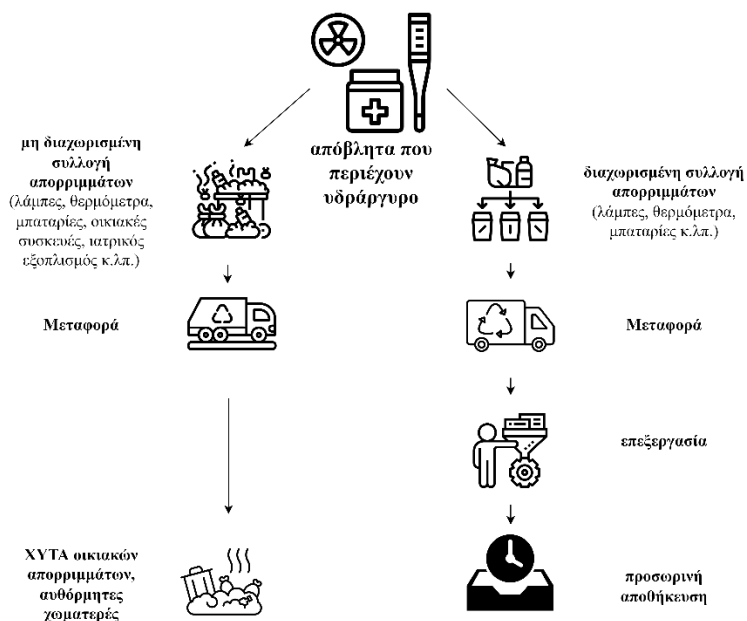 απόβλητα που
περιέχουν
υδράργυρο
μη διαχωρισμένη
συλλογή
απορριμμάτων
(λάμπες, θερμόμετρα,
μπαταρίες, οικιακές
συσκευές, ιατρικός
εξοπλισμός κ.λπ.)
διαχωρισμένη συλλογή
απορριμμάτων
(λάμπες, θερμόμετρα,
μπαταρίες κ.λπ.)
Μεταφορά
Μεταφορά
επεξεργασία
ΧΥΤΑ οικιακών
απορριμμάτων,
αυθόρμητες
χωματερές
προσωρινή
αποθήκευση